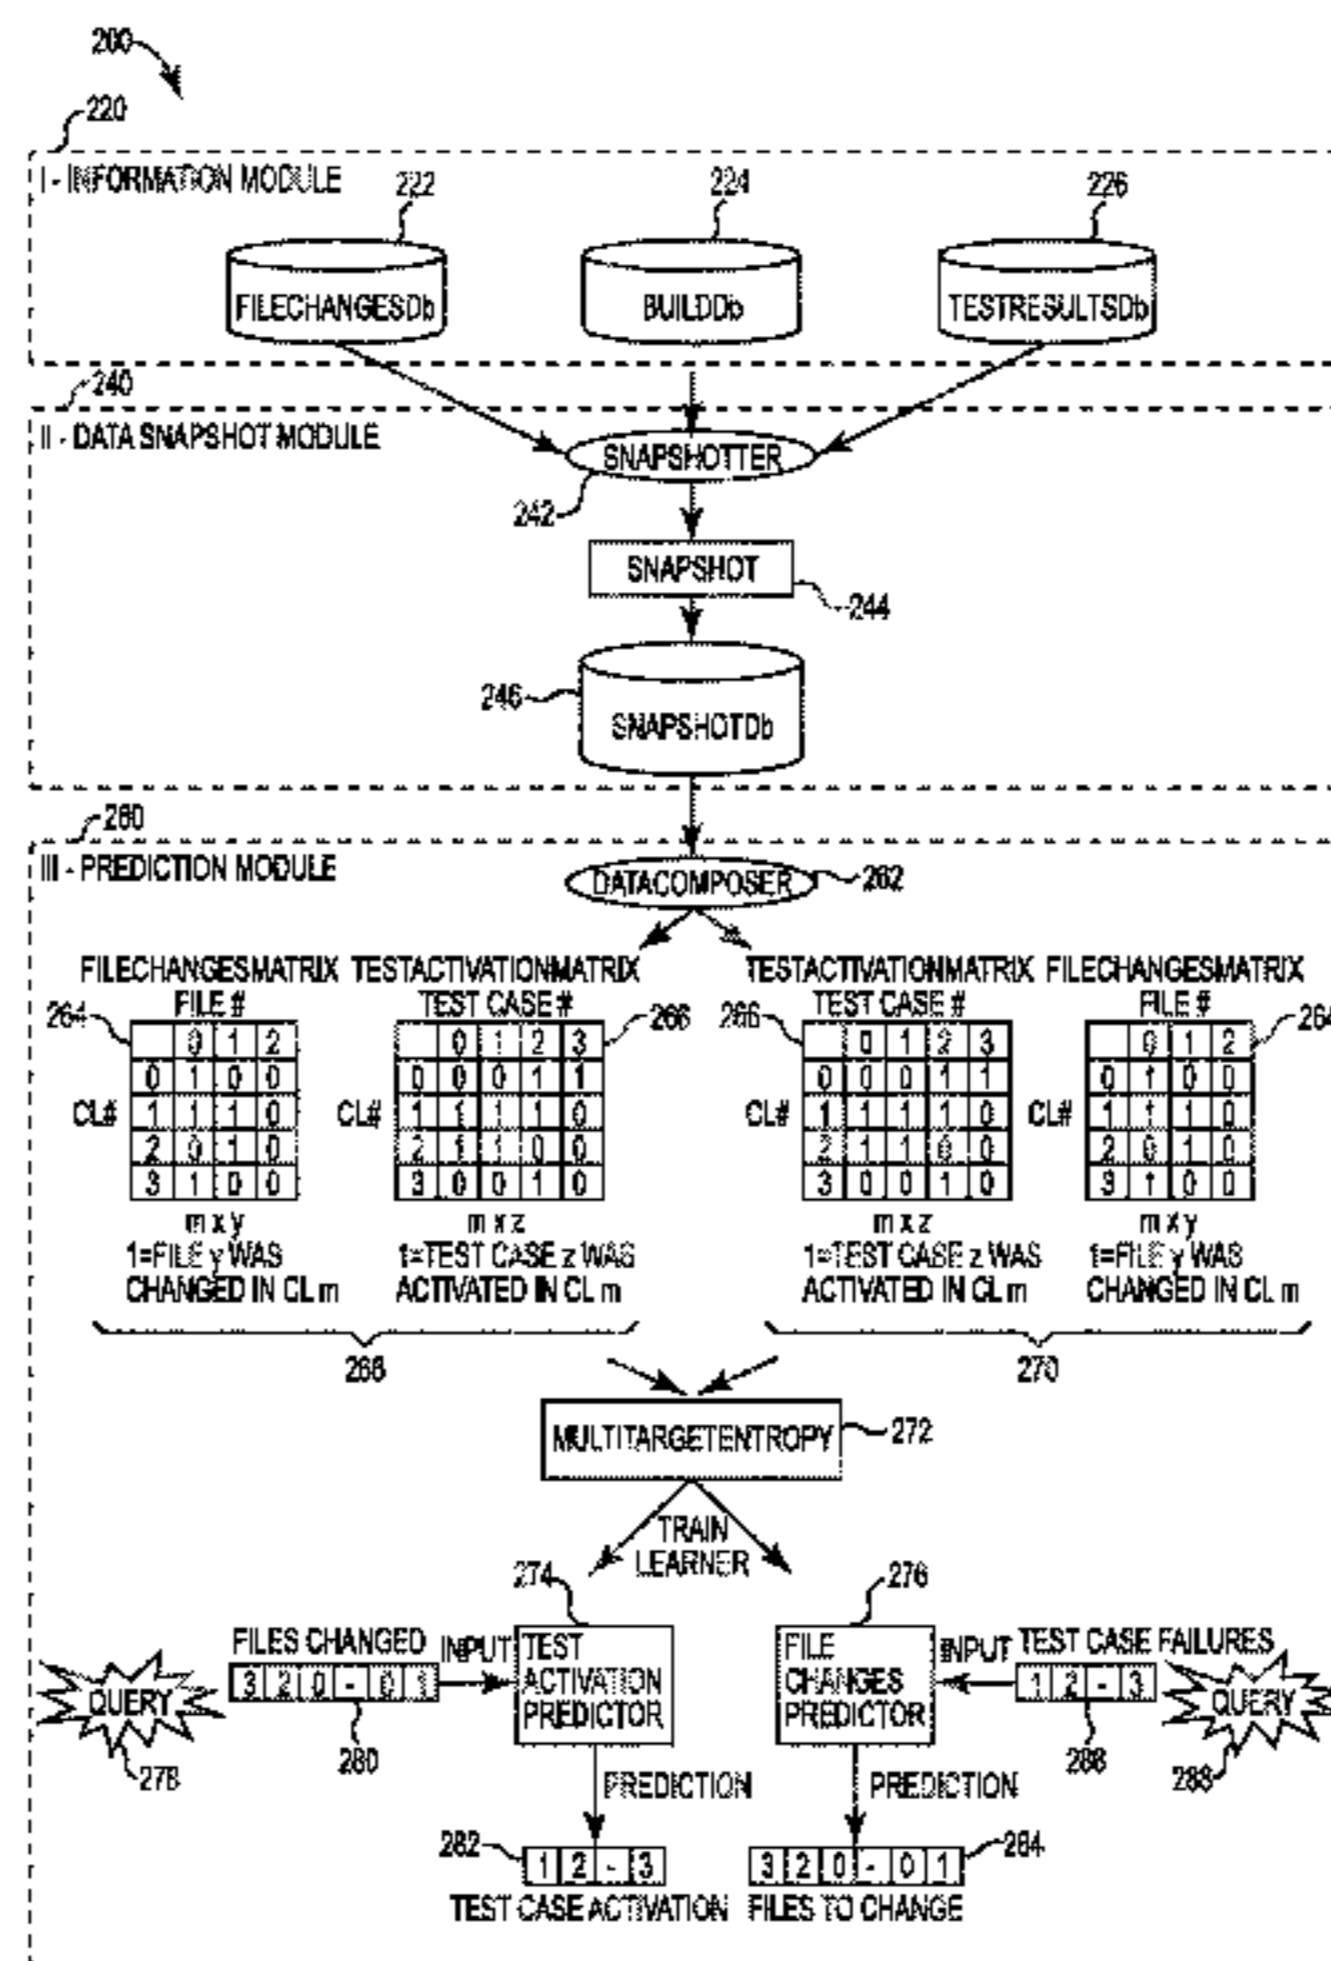 200
220
I - INFORMATION MODULE
222
224
226
FILECHANGESDb
BUILDDb
TESTRESULTSDb
240
II - DATA SNAPSHOT MODULE
SNAPSHOTTER
242
SNAPSHOT
244
246
SNAPSHOTDb
260
III - PREDICTION MODULE
DATACOMPOSER
262
FILECHANGESMATRIX TESTACTIVATIONMATRIX TESTACTIVATIONMATRIX FILECHANGESMATRIX
FILE # TEST CASE # TEST CASE # FILE #
264 266 266 264
0 1 2 0 1 2 3 0 1 2 3 0 1 2
0 1 0 0 0 0 0 1 1 0 0 0 1 1 0 1 0 0
CL# 1 1 1 0 CL# 1 1 1 1 0 CL# 1 1 1 1 0 CL# 1 1 1 0
2 0 1 0 2 1 1 0 0 2 1 1 0 0 2 0 1 0
3 1 0 0 3 0 0 1 0 3 0 0 1 0 3 1 0 0
m x y m x z m x z m x y
1=FILE y WAS 1=TEST CASE z WAS 1=TEST CASE z WAS 1=FILE y WAS
CHANGED IN CL m ACTIVATED IN CL m ACTIVATED IN CL m CHANGED IN CL m
268 270
MULTITARGETENTROPY
272
TRAIN
LEARNER
274 276
FILES CHANGED INPUT TEST FILE INPUT TEST CASE FAILURES
QUERY 3 2 0 - 0 1 ACTIVATION CHANGES 1 2 - 3 QUERY
PREDICTOR PREDICTOR
278 280 286 288
PREDICTION PREDICTION
282 1 2 - 3 3 2 0 - 0 1 284
TEST CASE ACTIVATION FILES TO CHANGE